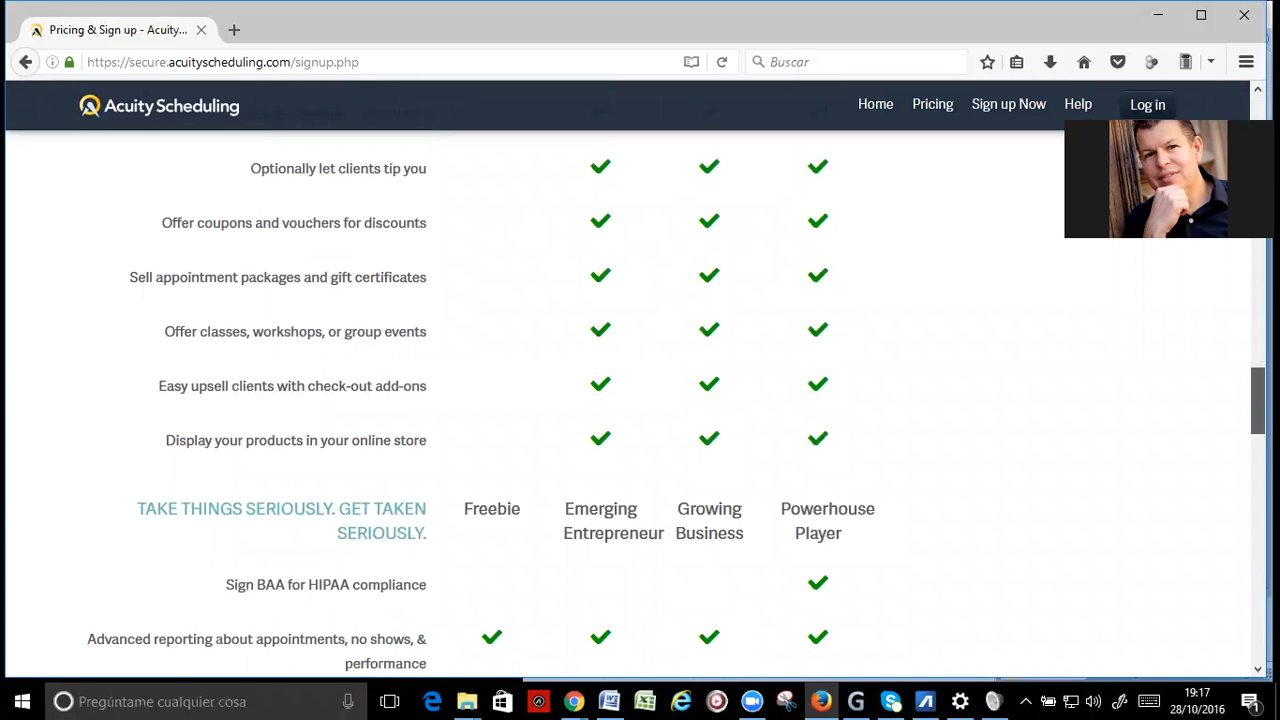 Pricing & Sign up - Acuity...
https://secure.acuityscheduling.com/signup.php
Buscar
Acuity Scheduling
Home Pricing Sign up Now Help Log in
Optionally let clients tip you
Offer coupons and vouchers for discounts
Sell appointment packages and gift certificates
Offer classes, workshops, or group events
Easy upsell clients with check-out add-ons
Display your products in your online store
TAKE THINGS SERIOUSLY. GET TAKEN Freebie Emerging Growing Powerhouse
SERIOUSLY. Entrepreneur Business Player
Sign BAA for HIPAA compliance
Advanced reporting about appointments, no shows, &
performance
Pregúntame cualquier cosa
19:17
28/10/2016